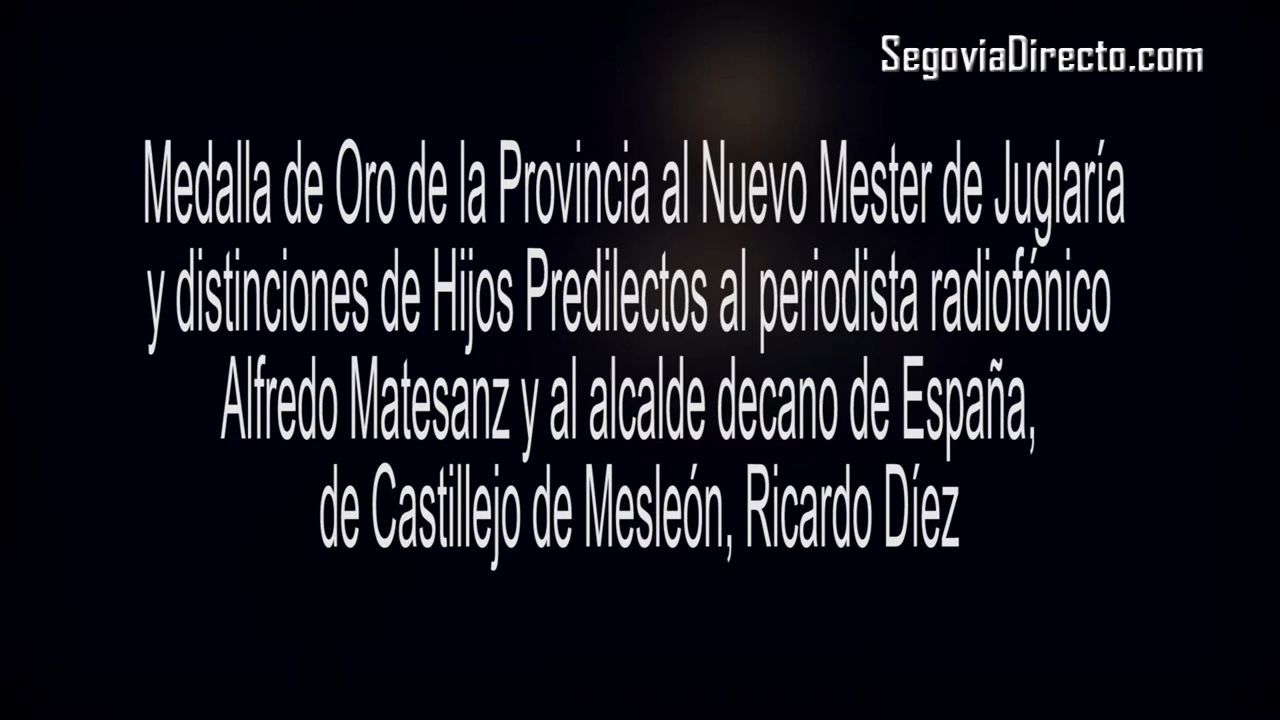 SegoviaDirecto.com
Medalla de Oro de la Provincia al Nuevo Mester de Juglaría
y distinciones de Hijos Predilectos al periodista radiofónico
Alfredo Matesanz y al alcalde decano de España,
de Castillejo de Mesleón, Ricardo Díez